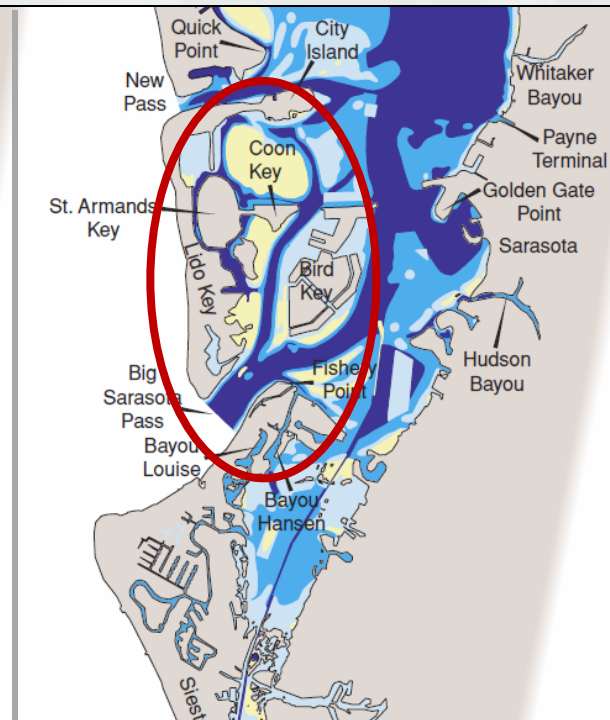 Quick
Point
City
Island
New
Pass
Whitaker
Bayou
Payne
Terminal
Coon
Key
Golden Gate
Point
St. Armands
Key
Sarasota
Lido Key
Bird
Key
Hudson
Bayou
Big
Sarasota
Pass
Fishery
Point
Bayou
Louise
Bayou
Hansen
Siest